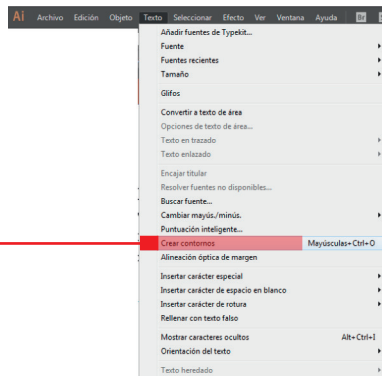 Ai Archivo Edición Objeto Texto Seleccionar Efecto Ver Ventana Ayuda Br
Añadir fuentes de Typekit...
Fuente
Fuentes recientes
Tamaño
Glifos
Convertir a texto de área
Opciones de texto de área...
Texto en trazado
Texto enlazado
Encajar titular
Resolver fuentes no disponibles...
Buscar fuente...
Cambiar mayús./minús.
Puntuación inteligente...
Crear contornos Mayúsculas+Ctrl+O
Alineación óptica de margen
Insertar carácter especial
Insertar carácter de espacio en blanco
Insertar carácter de rotura
Rellenar con texto falso
Mostrar caracteres ocultos Alt+Ctrl+I
Orientación del texto
Texto heredado